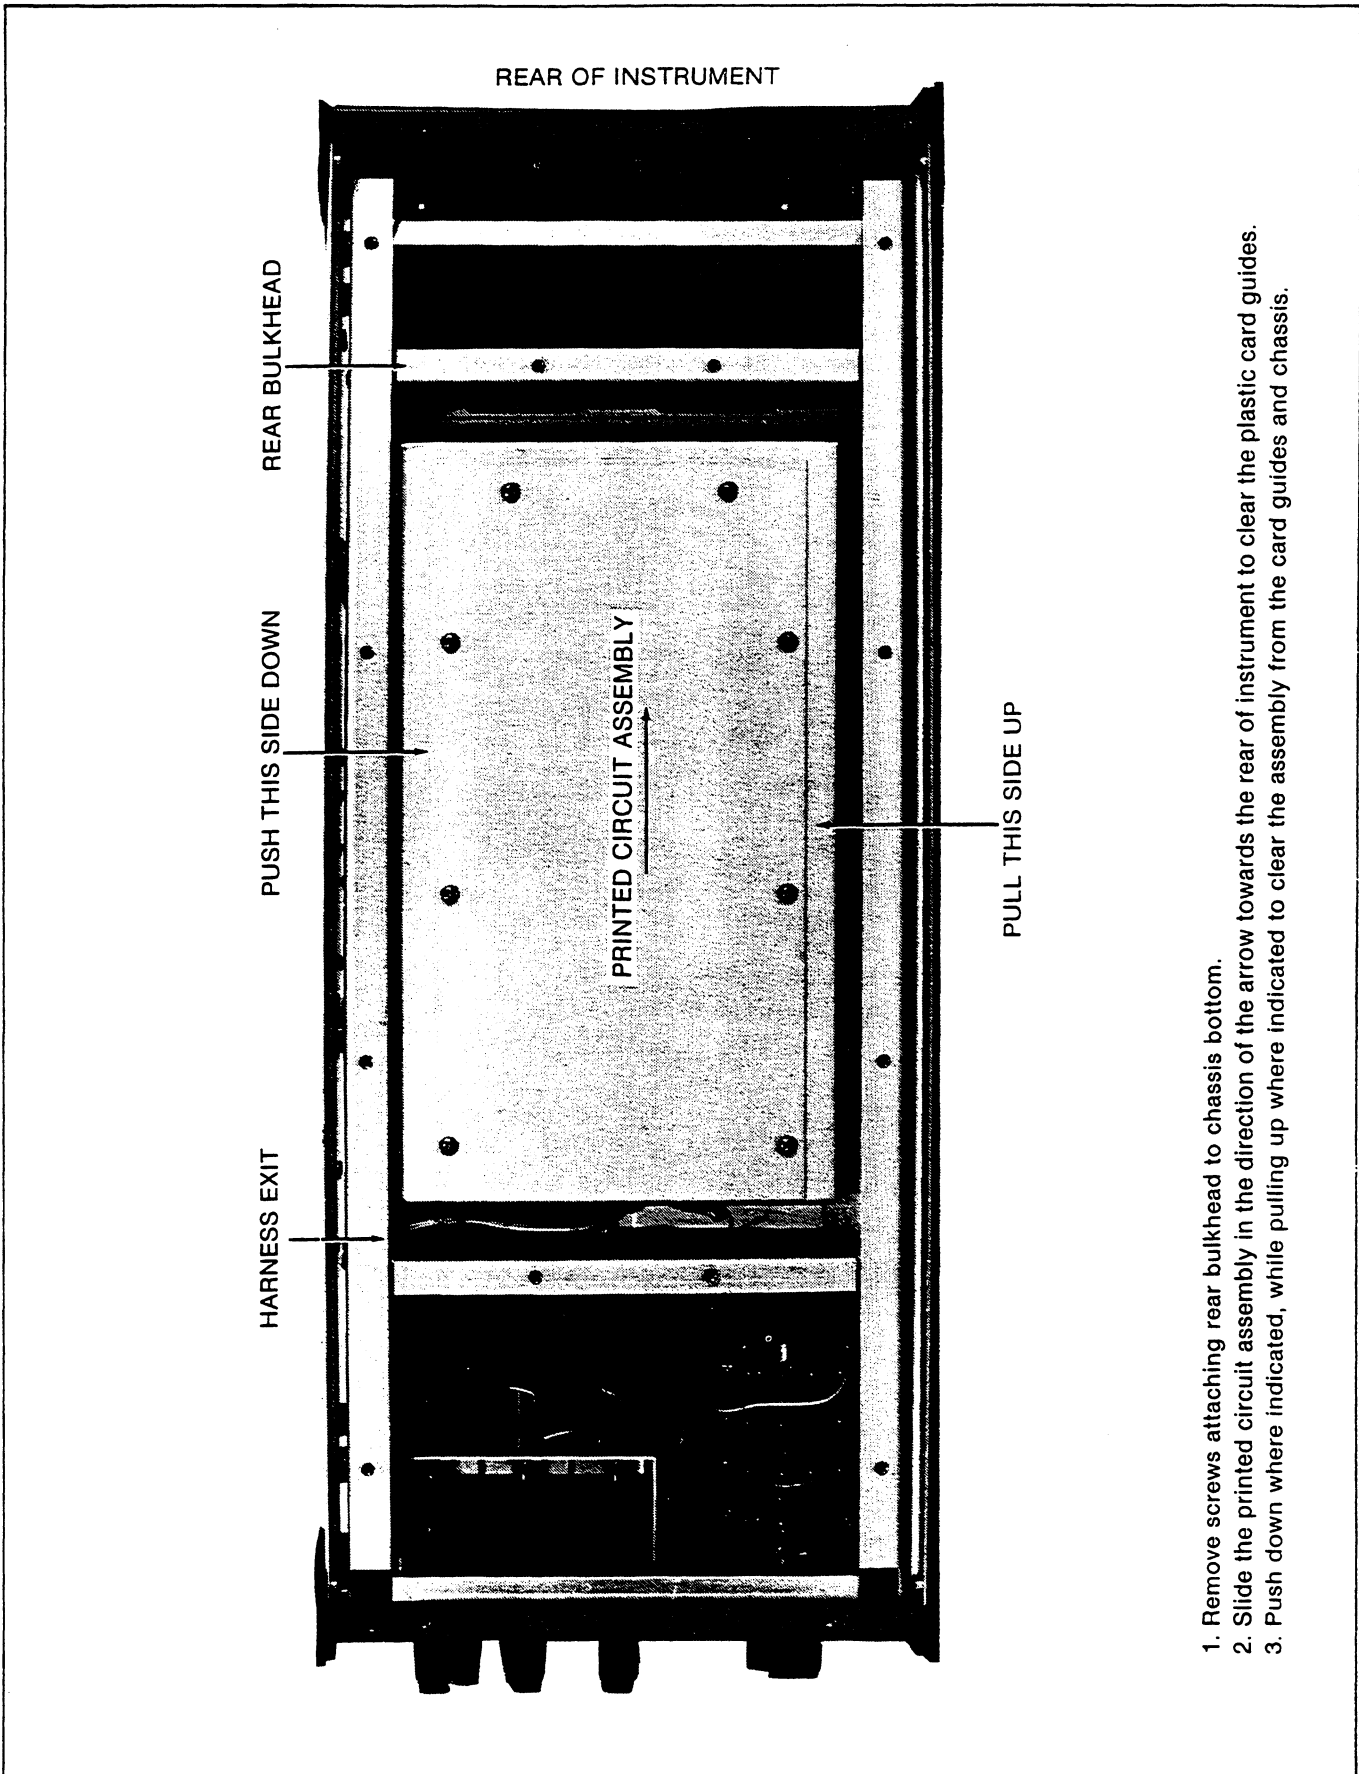 REAR OF INSTRUMENT
REAR BULKHEAD
PUSH THIS SIDE DOWN
HARNESS EXIT
PRINTED CIRCUIT ASSEMBLY
PULL THIS SIDE UP
1. Remove screws attaching rear bulkhead to chassis bottom.
2. Slide the printed circuit assembly in the direction of the arrow towards the rear of instrument to clear the plastic card guides.
3. Push down where indicated, while pulling up where indicated to clear the assembly from the card guides and chassis.